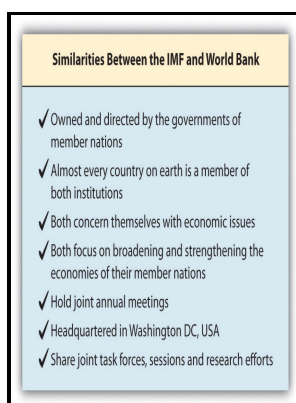 Similarities Between the IMF and World Bank
✓Owned and directed by the governments of
member nations
✓Almost every country on earth is a member of
both institutions
✓Both concern themselves with economic issues
✓Both focus on broadening and strengthening the
economies of their member nations
✓Hold joint annual meetings
✓Headquartered in Washington DC, USA
✓Share joint task forces, sessions and research efforts